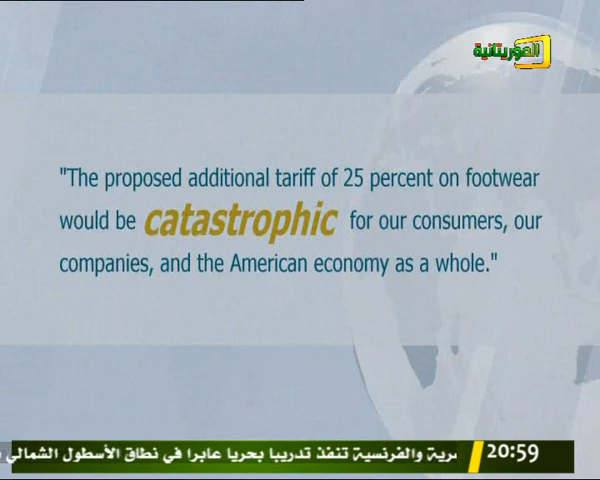 الموريتانية
"The proposed additional tariff of 25 percent on footwear
would be catastrophic for our consumers, our
companies, and the American economy as a whole."
والفرنسية تنفذ تدريبا بحريا عابرا في نطاق الأسطول الشمالي
20:59